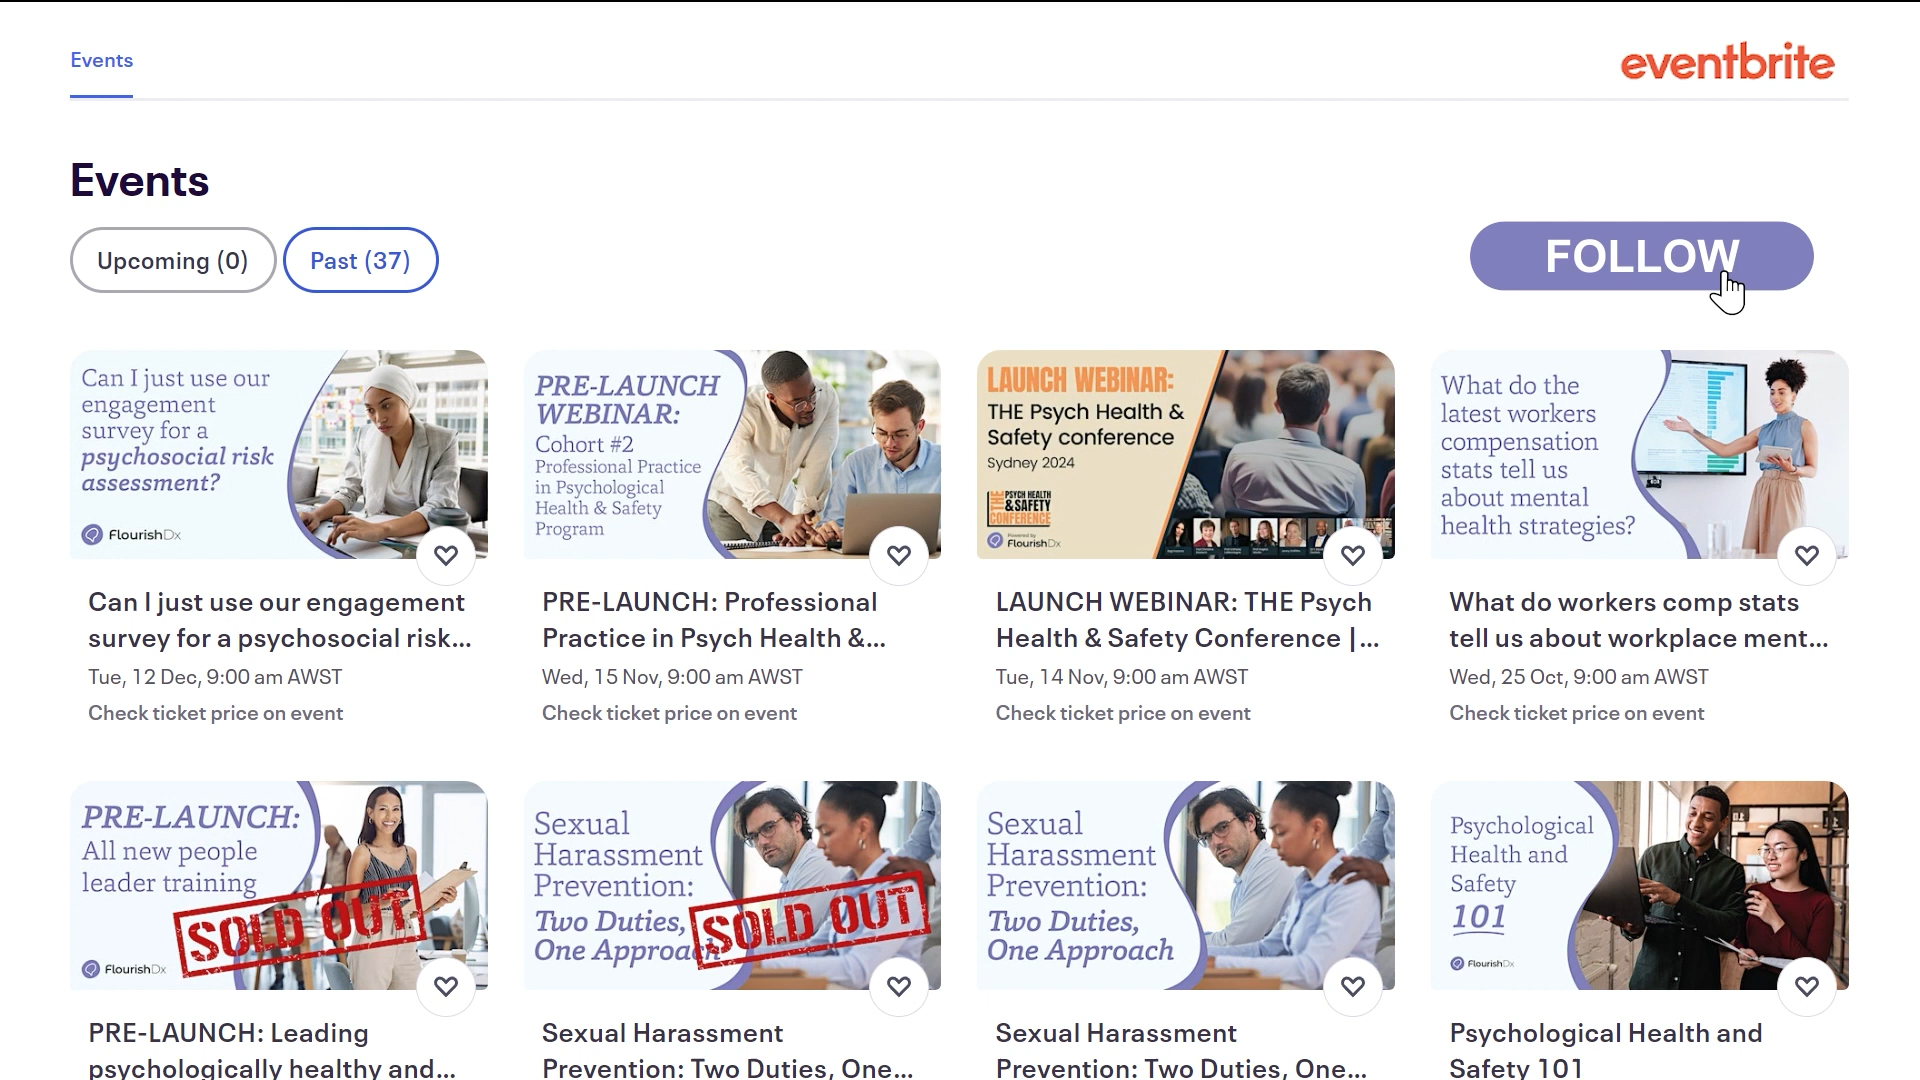 Events
eventbrite
Events
Upcoming (0)
Past (37)
FOLLOW
Can I just use our
engagement
survey for a
psychosocial risk
assessment?
FlourishDx
PRE-LAUNCH
WEBINAR:
Cohort #2
Professional Practice
in Psychological
Health & Safety
Program
LAUNCH WEBINAR:
THE Psych Health &
Safety conference
Sydney 2024
THE PSYCH HEALTH
& SAFETY
CONFERENCE
Powered by
FlourishDx
What do the
latest workers
compensation
stats tell us
about mental
health strategies?
Can I just use our engagement
survey for a psychosocial risk...
Tue, 12 Dec, 9:00 am AWST
Check ticket price on event
PRE-LAUNCH: Professional
Practice in Psych Health &...
Wed, 15 Nov, 9:00 am AWST
Check ticket price on event
LAUNCH WEBINAR: THE Psych
Health & Safety Conference |...
Tue, 14 Nov, 9:00 am AWST
Check ticket price on event
What do workers comp stats
tell us about workplace ment...
Wed, 25 Oct, 9:00 am AWST
Check ticket price on event
PRE-LAUNCH:
All new people
leader training
SOLD OUT
FlourishDx
Sexual
Harassment
Prevention:
Two Duties,
One Approach
SOLD OUT
Sexual
Harassment
Prevention:
Two Duties,
One Approach
Psychological
Health and
Safety
101
FlourishDx
PRE-LAUNCH: Leading
psychologically healthy and...
Sexual Harassment
Prevention: Two Duties, One...
Sexual Harassment
Prevention: Two Duties, One...
Psychological Health and
Safety 101